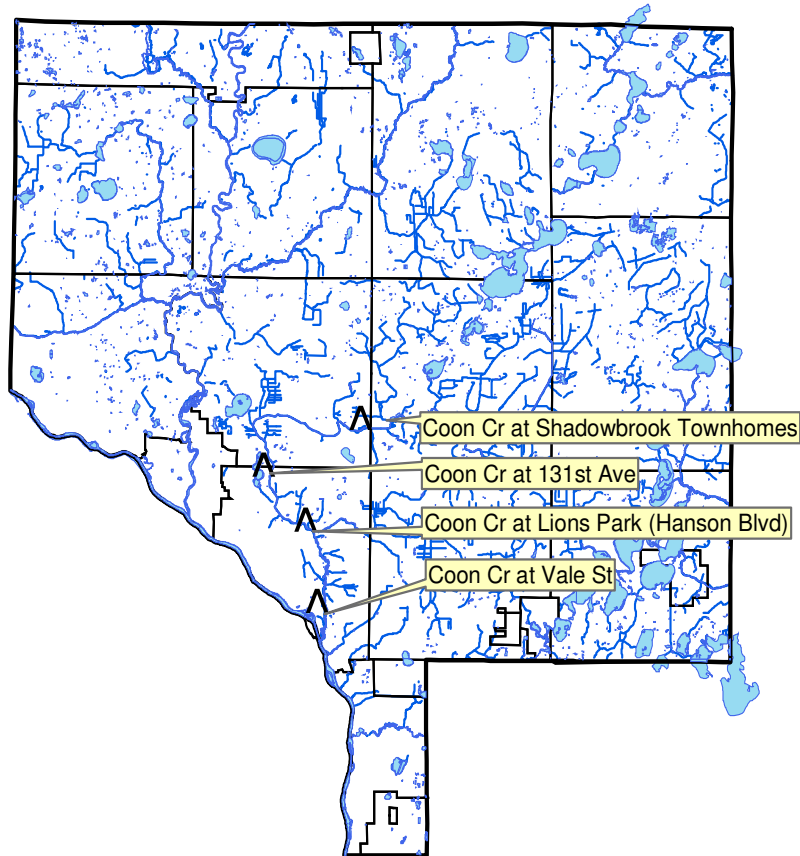 Coon Cr at Shadowbrook Townhomes
Coon Cr at 131st Ave
Coon Cr at Lions Park (Hanson Blvd)
Coon Cr at Vale St